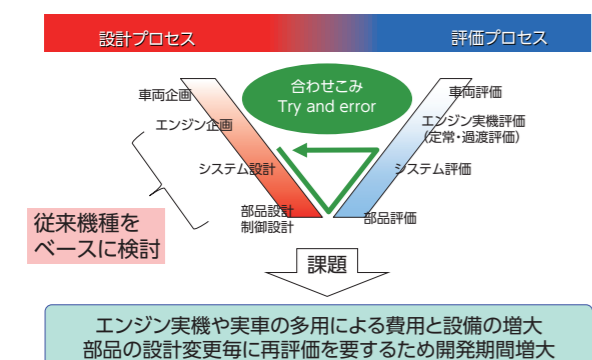 設計プロセス
評価プロセス
合わせこみ
Try and error
車両企画
エンジン企画
システム設計
部品設計
制御設計
車両評価
エンジン実機評価
(定常・過渡評価)
システム評価
部品評価
従来機種を
ベースに検討
課題
エンジン実機や実車の多用による費用と設備の増大
部品の設計変更毎に再評価を要するため開発期間増大